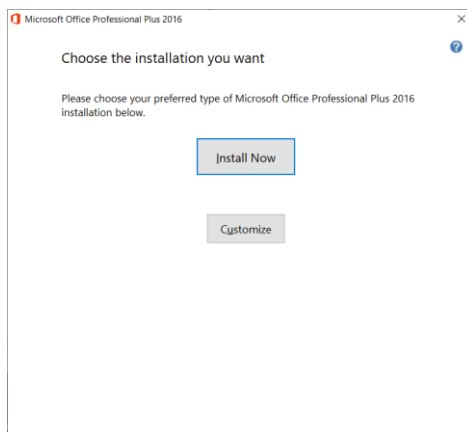 Microsoft Office Professional Plus 2016
Choose the installation you want
Please choose your preferred type of Microsoft Office Professional Plus 2016
installation below.
Install Now
Customize